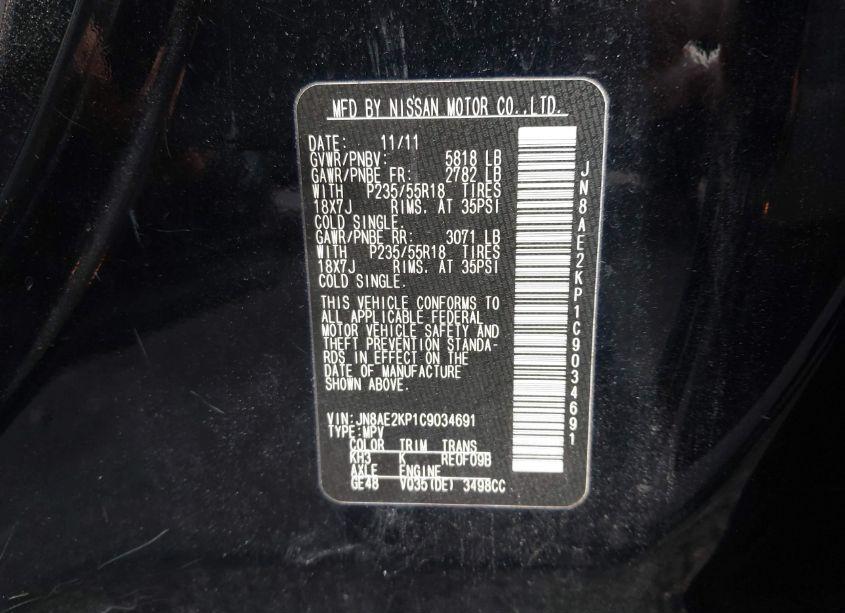 MFD BY NISSAN MOTOR CO.,LTD.
DATE: 11/11
GVWR/PNBV: 5818 LB
GAWR/PNBE FR: 2782 LB
WITH P235/55R18 TIRES
18X7J RIMS. AT 35PSI
COLD SINGLE.
GAWR/PNBE RR: 3071 LB
WITH P235/55R18 TIRES
18X7J RIMS. AT 35PSI
COLD SINGLE.
THIS VEHICLE CONFORMS TO
ALL APPLICABLE FEDERAL
MOTOR VEHICLE SAFETY AND
THEFT PREVENTION STANDA-
RDS IN EFFECT ON THE
DATE OF MANUFACTURE
SHOWN ABOVE.
VIN: JN8AE2KP1C9034691
TYPE: MPV
COLOR TRIM TRANS
KH3 K RE0F09B
AXLE ENGINE
GE48 VQ35(DE) 3498CC
JN8AE2KP1C9034691